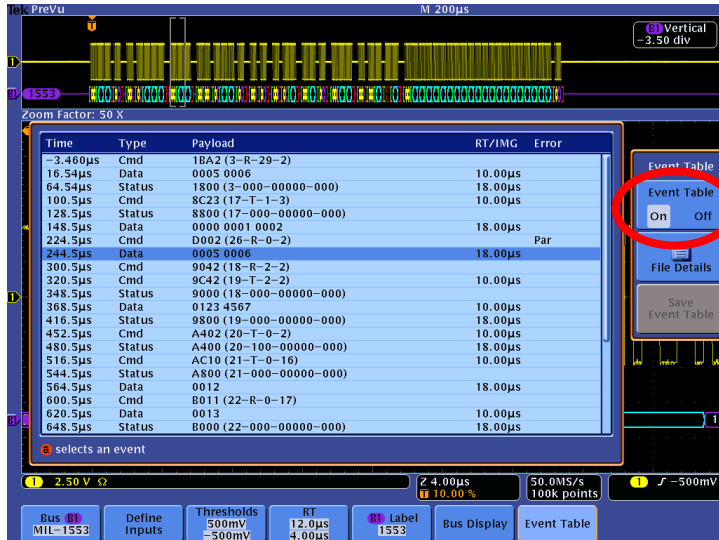 Tek PreVu
M 200µs
B1 Vertical
−3.50 div
1
B1 1553
Zoom Factor: 50 X
Time Type Payload RT/IMG Error
−3.460µs Cmd 1BA2 (3−R−29−2)
16.54µs Data 0005 0006 10.00µs
64.54µs Status 1800 (3−000−00000−000) 18.00µs
100.5µs Cmd 8C23 (17−T−1−3) 10.00µs
128.5µs Status 8800 (17−000−00000−000)
148.5µs Data 0000 0001 0002 18.00µs
224.5µs Cmd D002 (26−R−0−2) Par
244.5µs Data 0005 0006 18.00µs
300.5µs Cmd 9042 (18−R−2−2)
320.5µs Cmd 9C42 (19−T−2−2) 10.00µs
348.5µs Status 9000 (18−000−00000−000)
368.5µs Data 0123 4567 10.00µs
416.5µs Status 9800 (19−000−00000−000) 18.00µs
452.5µs Cmd A402 (20−T−0−2) 10.00µs
480.5µs Status A400 (20−100−00000−000) 18.00µs
516.5µs Cmd AC10 (21−T−0−16) 10.00µs
544.5µs Status A800 (21−000−00000−000)
564.5µs Data 0012 18.00µs
600.5µs Cmd B011 (22−R−0−17)
620.5µs Data 0013 10.00µs
648.5µs Status B000 (22−000−00000−000) 18.00µs
a selects an event
Event Table
Event Table
On Off
File Details
Save
Event Table
1
B1
1
1 2.50 V Ω
Z 4.00µs
T 10.00 %
50.0MS/s
100k points
1 −500mV
Bus B1
MIL−1553
Define
Inputs
Thresholds
500mV
−500mV
RT
12.0µs
4.00µs
B1 Label
1553
Bus Display
Event Table